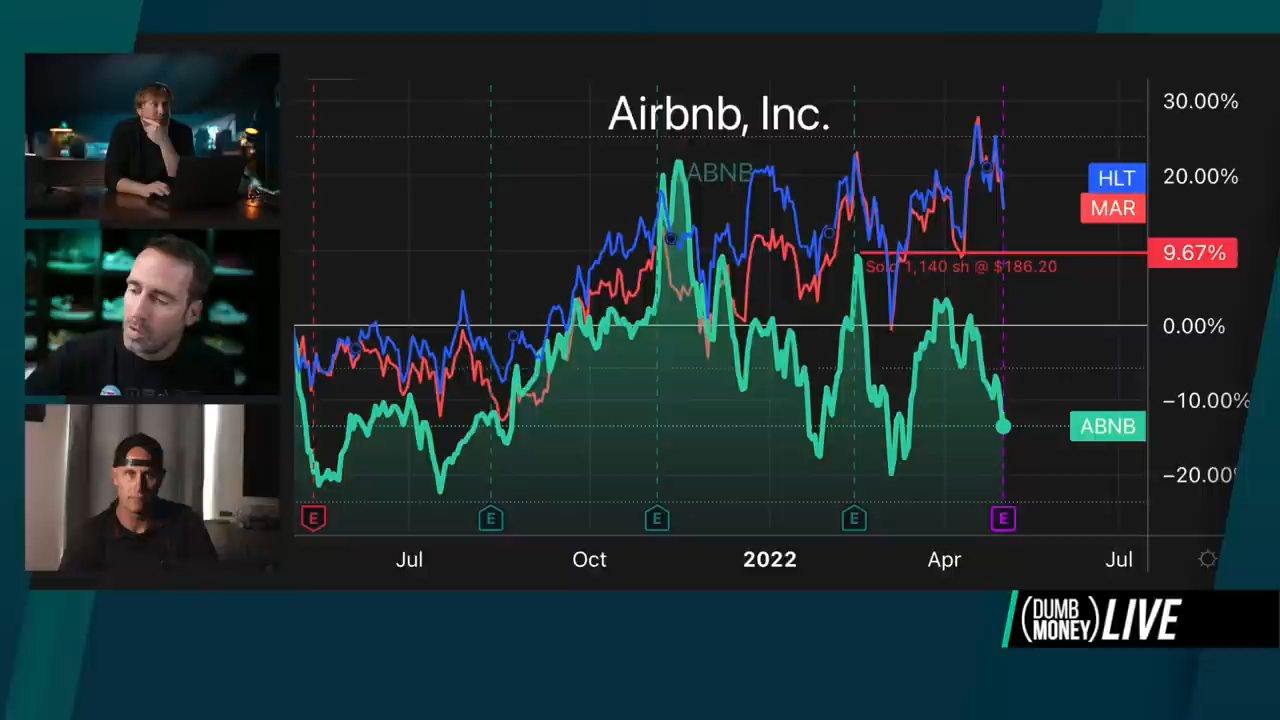 Airbnb, Inc.
ABNB
30.00%
20.00%
HLT
MAR
9.67%
Sold 1,140 sh @ $186.20
0.00%
−10.00%
ABNB
−20.00%
E
E
E
E
E
Jul
Oct
2022
Apr
Jul
(DUMB MONEY) LIVE